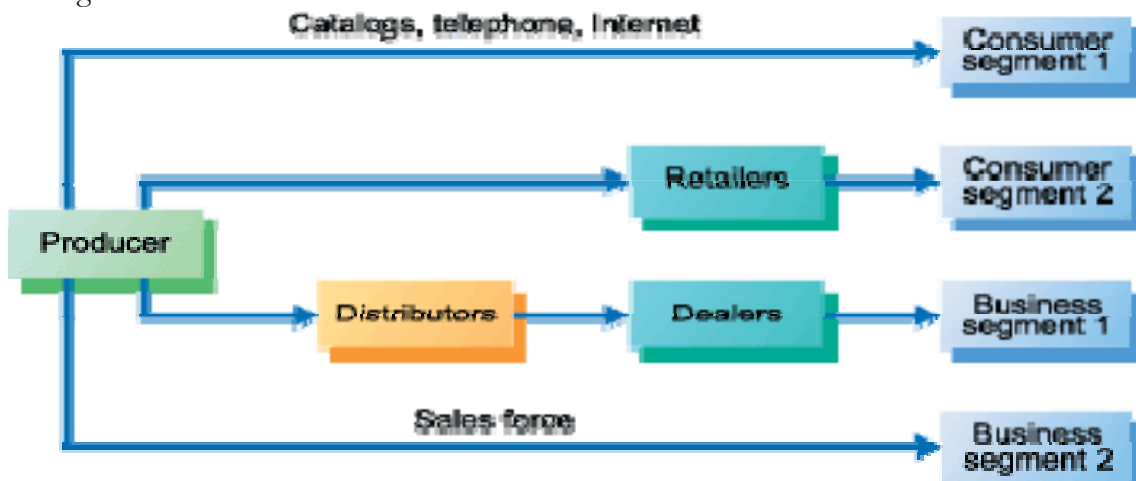 Catalogs, telephone, Internet
Consumer
segment 1
Retailers
Consumer
segment 2
Producer
Distributors
Dealers
Business
segment 1
Sales force
Business
segment 2